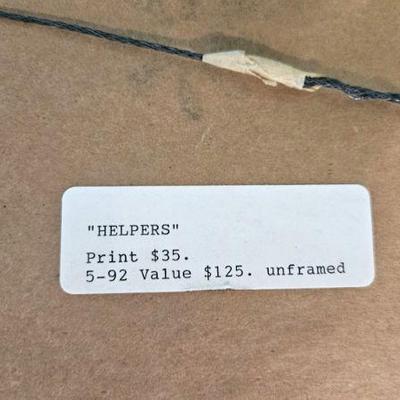 "HELPERS"
Print $35.
5-92 Value $125. unframed